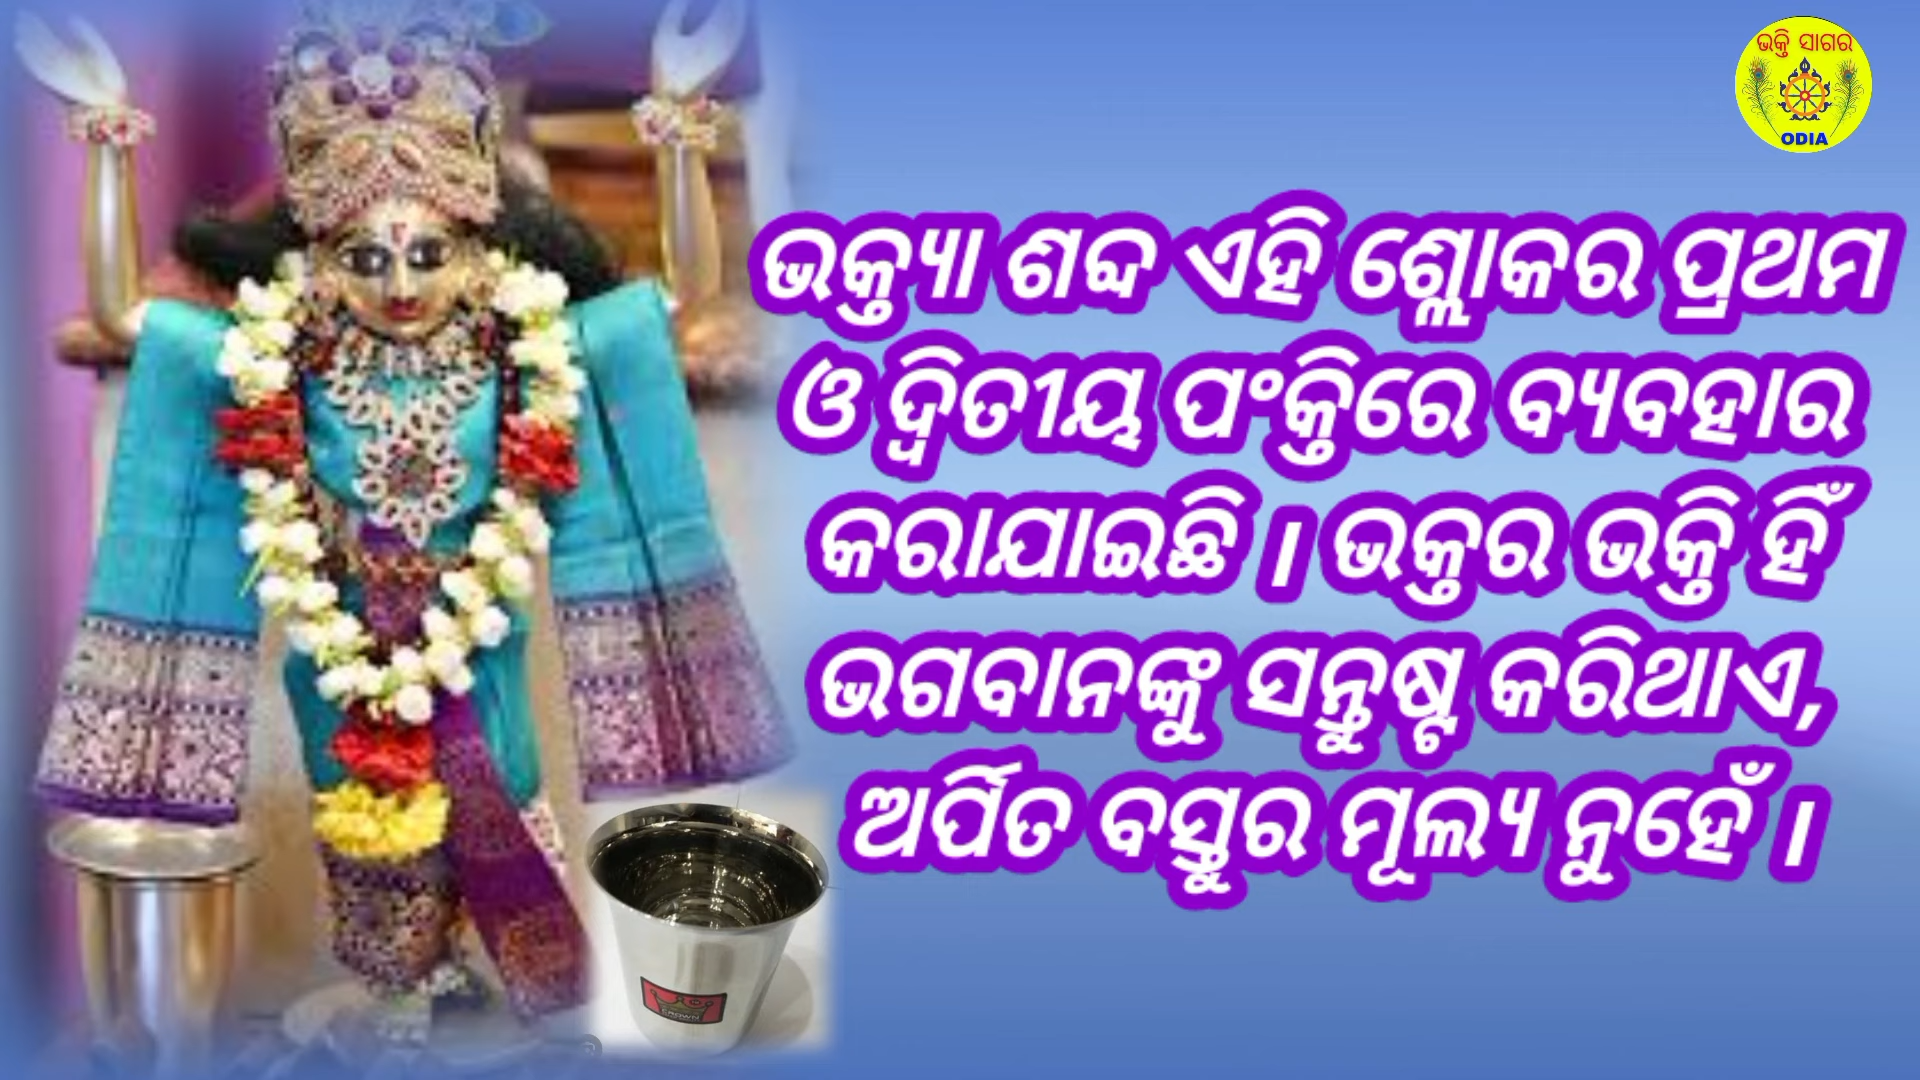 ଭକ୍ତି ସାଗର
ODIA
ଭକ୍ତ୍ୟା ଶବ୍ଦ ଏହି ଶ୍ଳୋକର ପ୍ରଥମ
ଓ ଦ୍ୱିତୀୟ ପଂକ୍ତିରେ ବ୍ୟବହାର
କରାଯାଇଛି । ଭକ୍ତର ଭକ୍ତି ହିଁ
ଭଗବାନଙ୍କୁ ସନ୍ତୁଷ୍ଟ କରିଥାଏ,
ଅର୍ପିତ ବସ୍ତୁର ମୂଲ୍ୟ ନୁହେଁ ।
CROWN